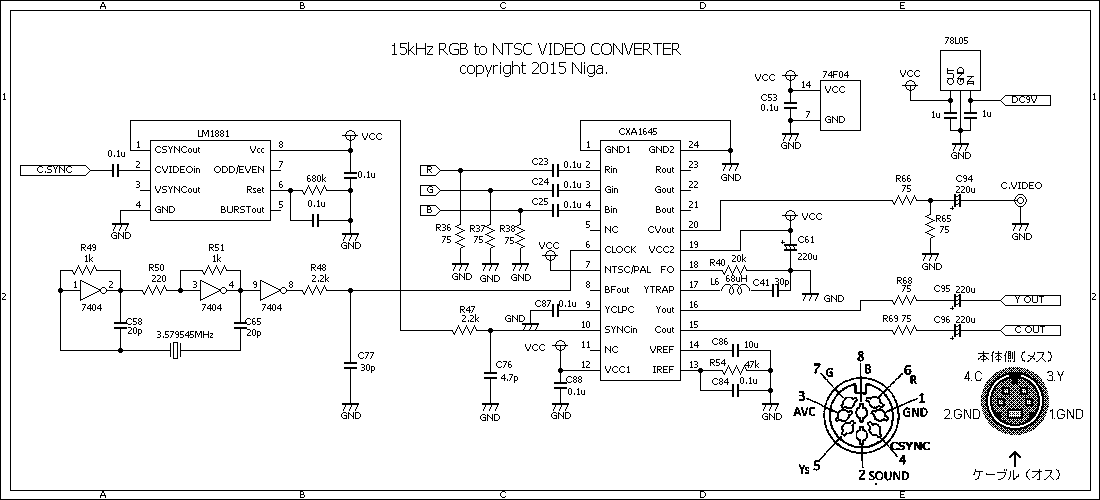 A B C D E
15kHz RGB to NTSC VIDEO CONVERTER
copyright 2015 Niga.
1 1
2 2
A B C D E
C.SYNC
0.1u
LM1881
1 CSYNCout
2 CVIDEOin
3 VSYNCout
4 GND
Vcc 8
ODD/EVEN 7
Rset 6
BURSTout 5
GND
VCC
0.1u
680k
0.1u
GND
R49
1k
1 2
7404
R50
220
R51
1k
3 4
7404
9 8
7404
R48
2.2k
C58
20p
3.579545MHz
C65
20p
C77
30p
GND
R
G
B
C23 0.1u
C24 0.1u
C25 0.1u
R36
75
R37
75
R38
75
GND GND GND
VCC
CXA1645
1 GND1
2 Rin
3 Gin
4 Bin
5 NC
6 CLOCK
7 NTSC/PAL
8 BFout
9 YCLPC
10 SYNCin
11 NC
12 VCC1
GND2 24
Rout 23
Gout 22
Bout 21
CVout 20
VCC2 19
FO 18
YTRAP 17
Yout 16
Cout 15
VREF 14
IREF 13
C87 0.1u
GND
R47
2.2k
VCC
C76
4.7p
GND
C88
0.1u
GND
GND
VCC
C61
220u
R40 20k
L6 68uH
C41 30p
GND
C86 10u
R54 47k
C84 0.1u
GND
VCC
14
C53
0.1u
7
GND
74F04
VCC
GND
78L05
OUT
GND
IN
VCC
DC9V
1u
1u
GND
R66
75
C94
220u
C.VIDEO
R65
75
GND
GND
R68
75
C95
220u
Y OUT
R69 75
C96 220u
C OUT
8
B
7 G
6
R
3
AVC
1
GND
CSYNC
4
Ys 5
2 SOUND
本体側（メス）
4.C 3.Y
2.GND 1.GND
ケーブル（オス）